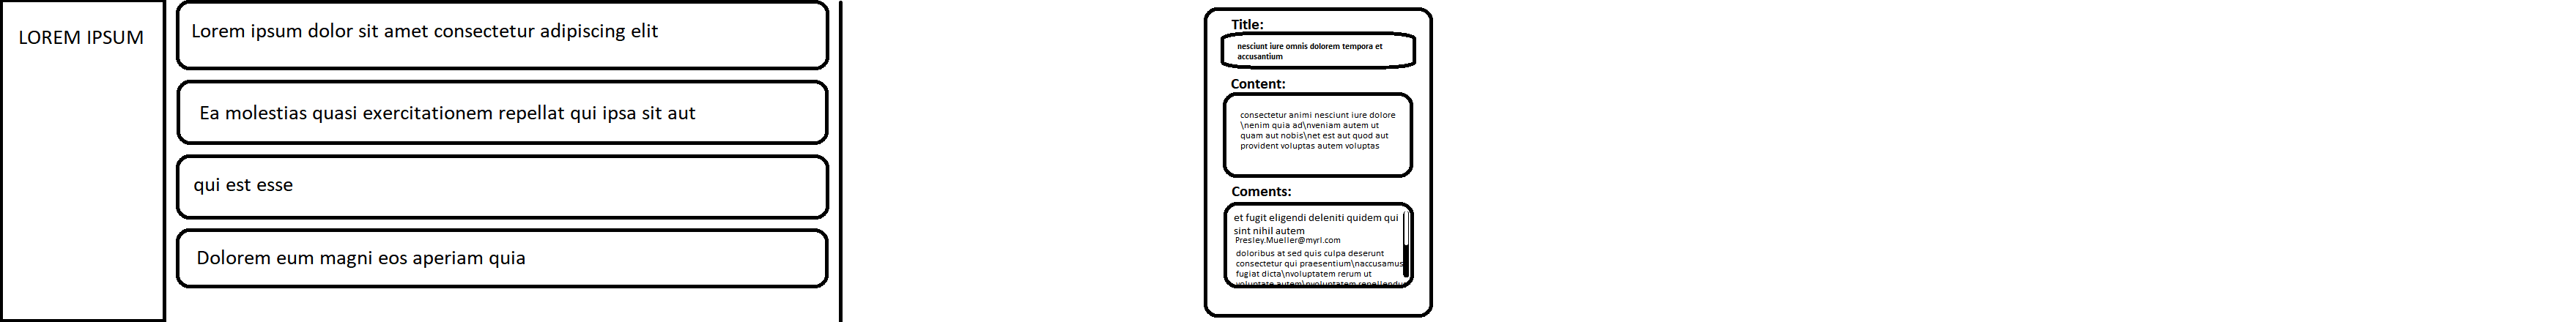 LOREM IPSUM
Lorem ipsum dolor sit amet consectetur adipiscing elit
Ea molestias quasi exercitationem repellat qui ipsa sit aut
qui est esse
Dolorem eum magni eos aperiam quia
Title:
nesciunt iure omnis dolorem tempora et
accusantium
Content:
consectetur animi nesciunt iure dolore
\nenim quia ad\nveniam autem ut
quam aut nobis\net est aut quod aut
provident voluptas autem voluptas
Coments:
et fugit eligendi deleniti quidem qui
sint nihil autem
Presley.Mueller@myrl.com
doloribus at sed quis culpa deserunt
consectetur qui praesentium\naccusamus
fugiat dicta\nvoluptatem rerum ut
voluptate autem\nvoluptatem repellendu